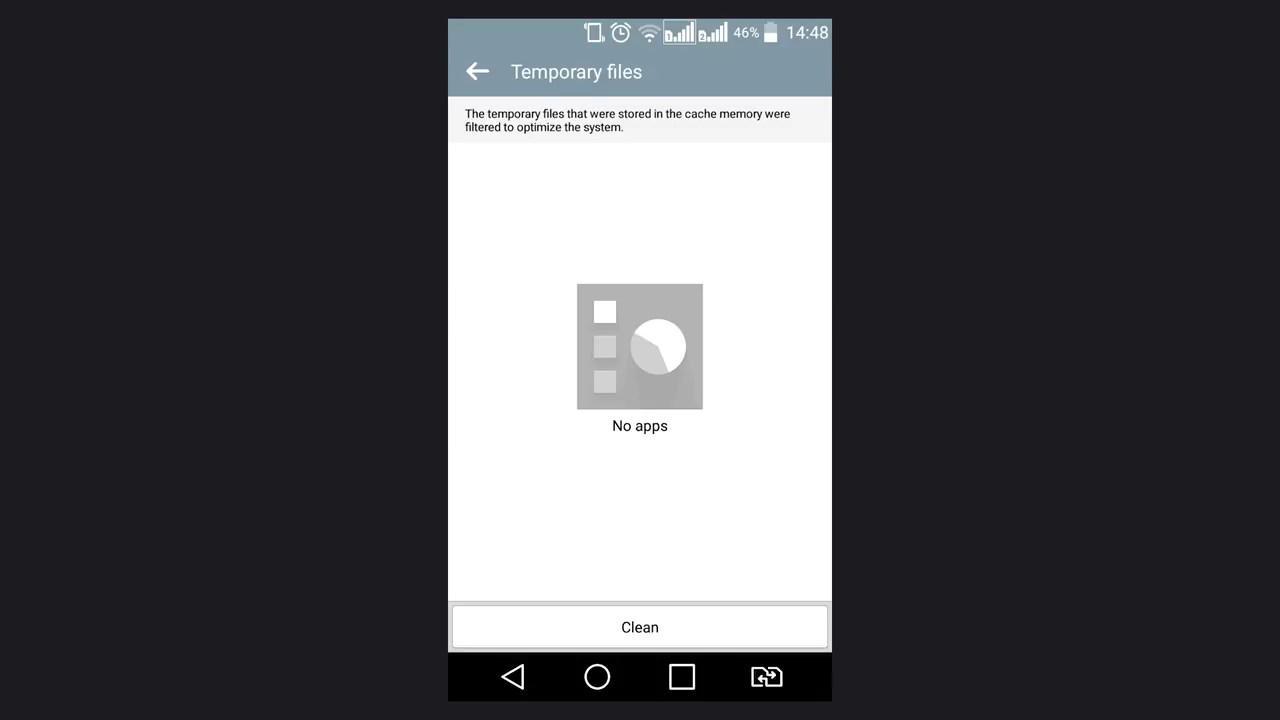 46% 14:48
Temporary files
The temporary files that were stored in the cache memory were
filtered to optimize the system.
No apps
Clean